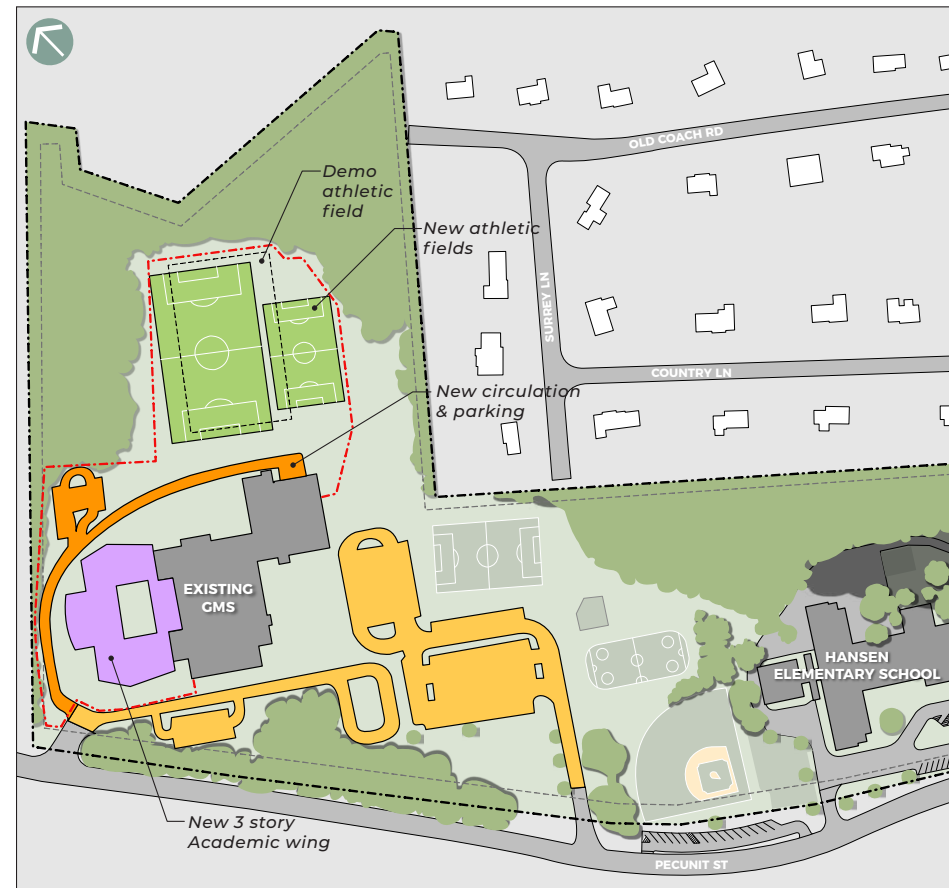 OLD COACH RD
Demo
athletic
field
New athletic
fields
SURREY LN
COUNTRY LN
New circulation
& parking
EXISTING
GMS
HANSEN
ELEMENTARY SCHOOL
New 3 story
Academic wing
PECUNIT ST